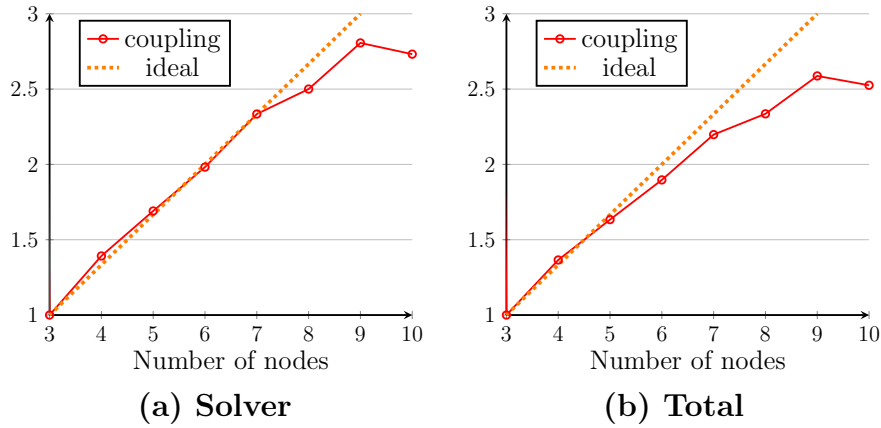 3
2.5
2
1.5
1
coupling
ideal
3 4 5 6 7 8 9 10
Number of nodes
(a) Solver
3
2.5
2
1.5
1
coupling
ideal
3 4 5 6 7 8 9 10
Number of nodes
(b) Total